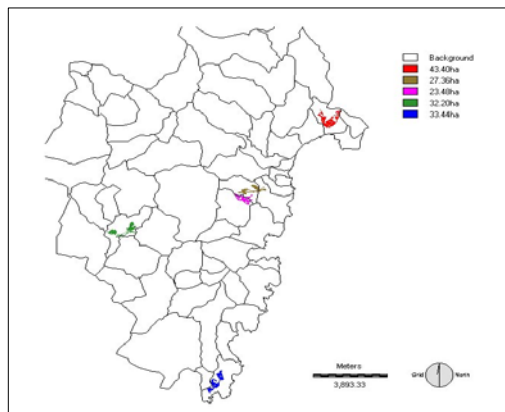 Background
43.40ha
27.36ha
23.48ha
32.20ha
33.44ha
Meters
3,893.33
Grid North